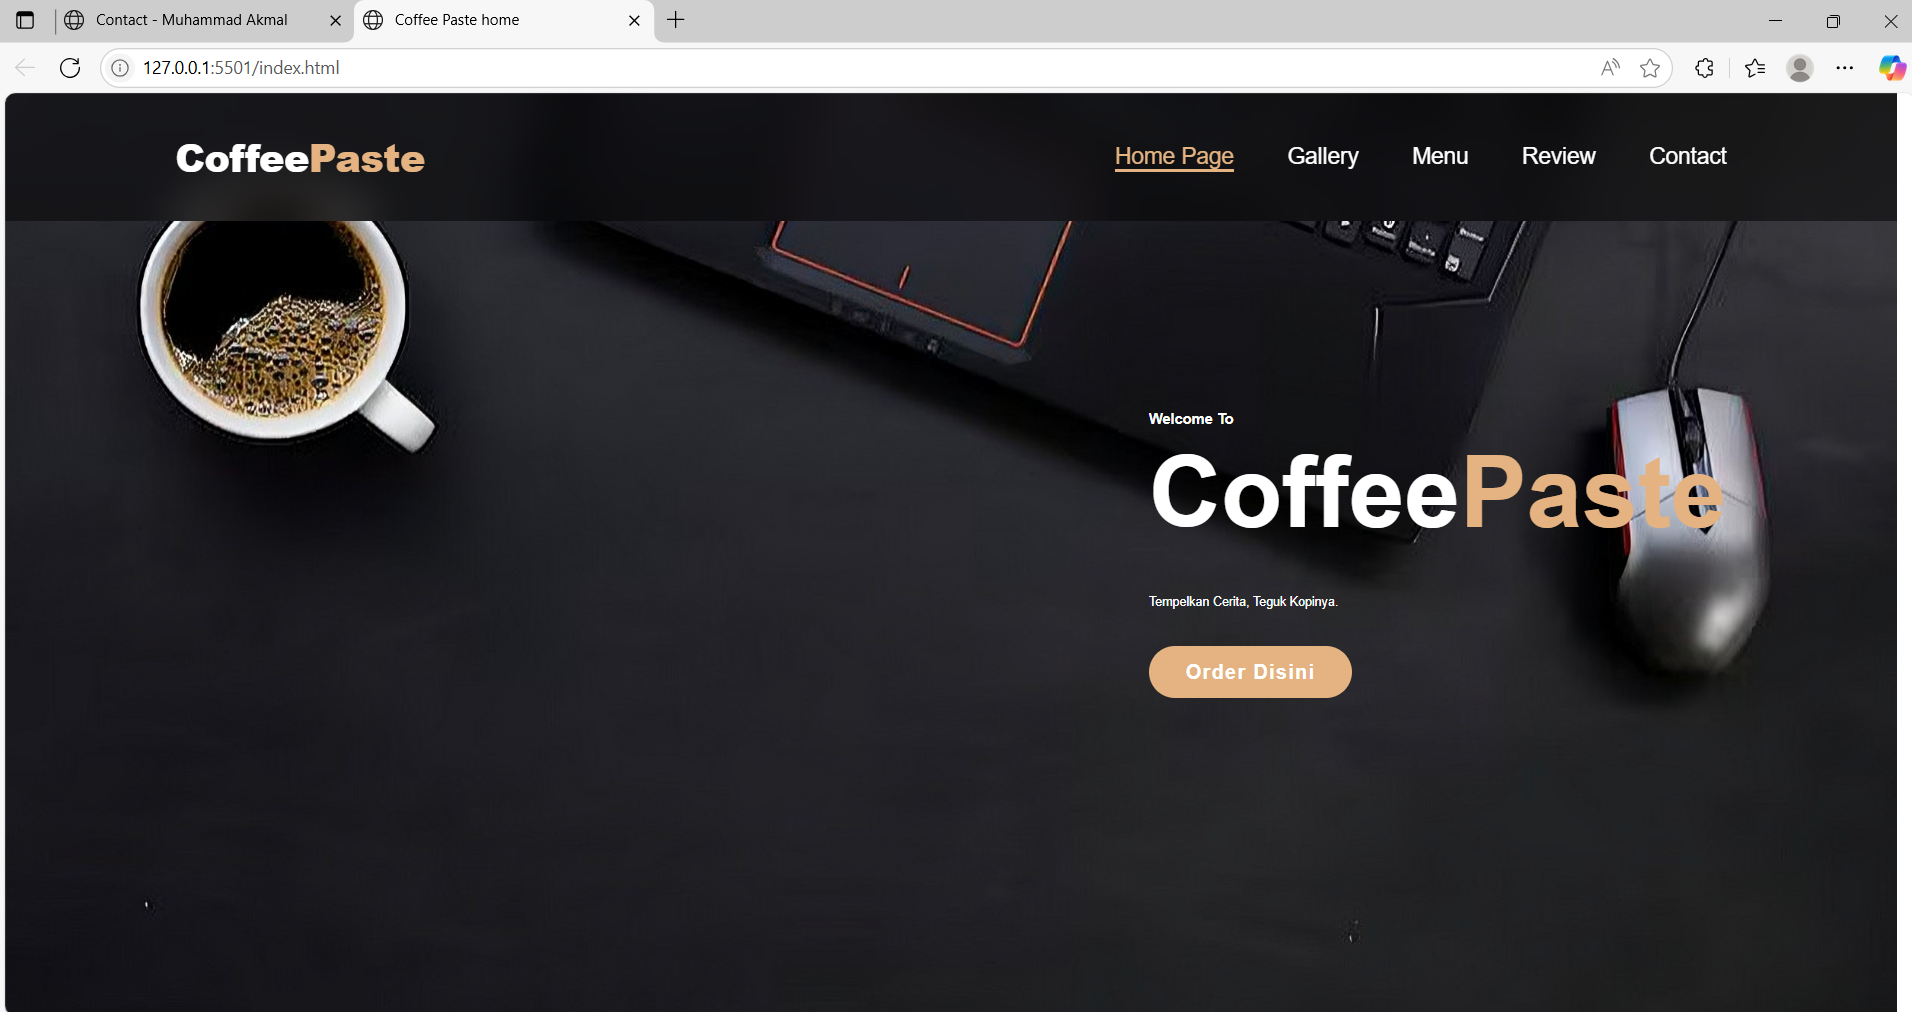 Contact - Muhammad Akmal
Coffee Paste home
127.0.0.1:5501/index.html
CoffeePaste
Home Page
Gallery
Menu
Review
Contact
Welcome To
CoffeePaste
Tempelkan Cerita, Teguk Kopinya.
Order Disini